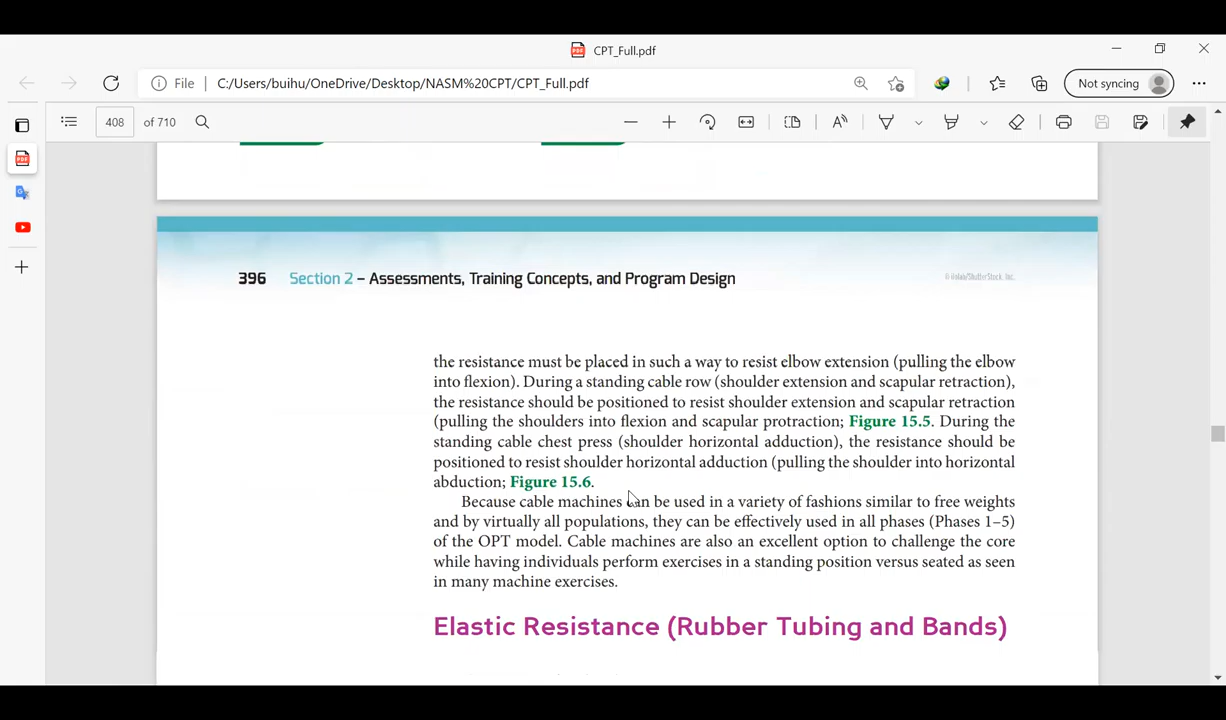 CPT_Full.pdf
File C:/Users/buihu/OneDrive/Desktop/NASM%20CPT/CPT_Full.pdf
Not syncing
408 of 710
396 Section 2 – Assessments, Training Concepts, and Program Design
the resistance must be placed in such a way to resist elbow extension (pulling the elbow
into flexion). During a standing cable row (shoulder extension and scapular retraction),
the resistance should be positioned to resist shoulder extension and scapular retraction
(pulling the shoulders into flexion and scapular protraction; Figure 15.5. During the
standing cable chest press (shoulder horizontal adduction), the resistance should be
positioned to resist shoulder horizontal adduction (pulling the shoulder into horizontal
abduction; Figure 15.6.
Because cable machines can be used in a variety of fashions similar to free weights
and by virtually all populations, they can be effectively used in all phases (Phases 1–5)
of the OPT model. Cable machines are also an excellent option to challenge the core
while having individuals perform exercises in a standing position versus seated as seen
in many machine exercises.
Elastic Resistance (Rubber Tubing and Bands)